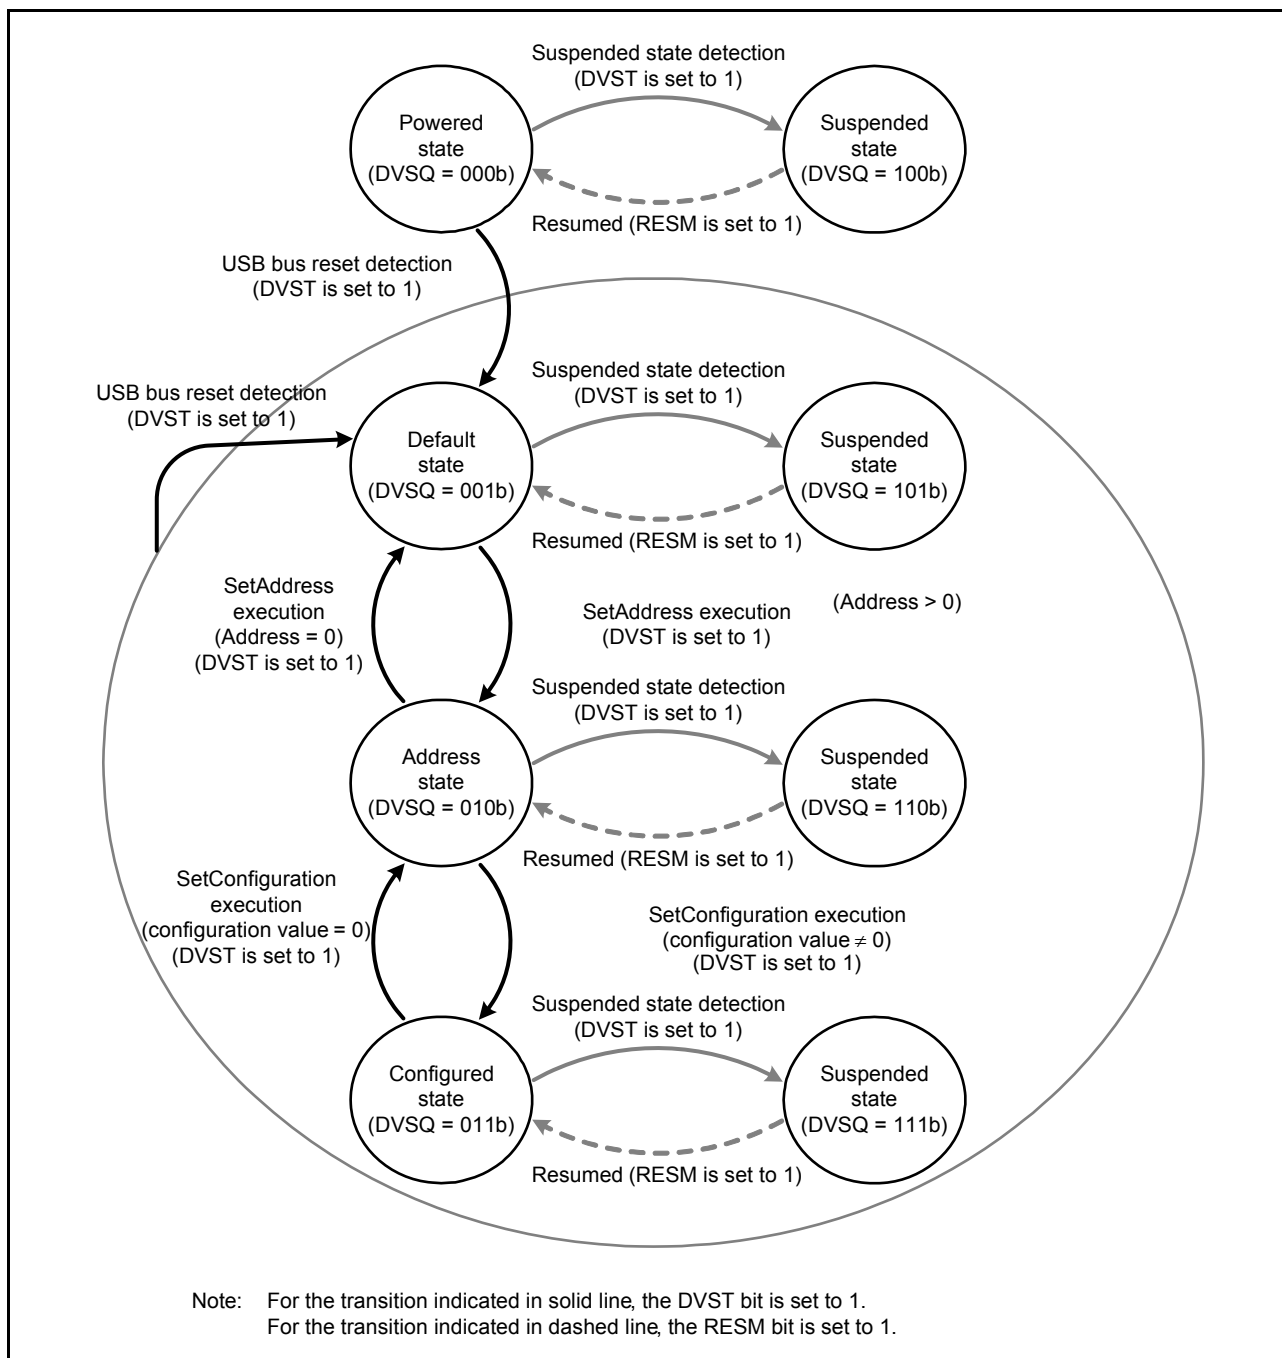 Suspended state detection
(DVST is set to 1)
Powered
state
(DVSQ = 000b)
Suspended
state
(DVSQ = 100b)
Resumed (RESM is set to 1)
USB bus reset detection
(DVST is set to 1)
USB bus reset detection
(DVST is set to 1)
Suspended state detection
(DVST is set to 1)
Default
state
(DVSQ = 001b)
Suspended
state
(DVSQ = 101b)
Resumed (RESM is set to 1)
SetAddress
execution
(Address = 0)
(DVST is set to 1)
SetAddress execution
(DVST is set to 1)
(Address > 0)
Suspended state detection
(DVST is set to 1)
Address
state
(DVSQ = 010b)
Suspended
state
(DVSQ = 110b)
Resumed (RESM is set to 1)
SetConfiguration
execution
(configuration value = 0)
(DVST is set to 1)
SetConfiguration execution
(configuration value ≠ 0)
(DVST is set to 1)
Suspended state detection
(DVST is set to 1)
Configured
state
(DVSQ = 011b)
Suspended
state
(DVSQ = 111b)
Resumed (RESM is set to 1)
Note: For the transition indicated in solid line, the DVST bit is set to 1.
For the transition indicated in dashed line, the RESM bit is set to 1.